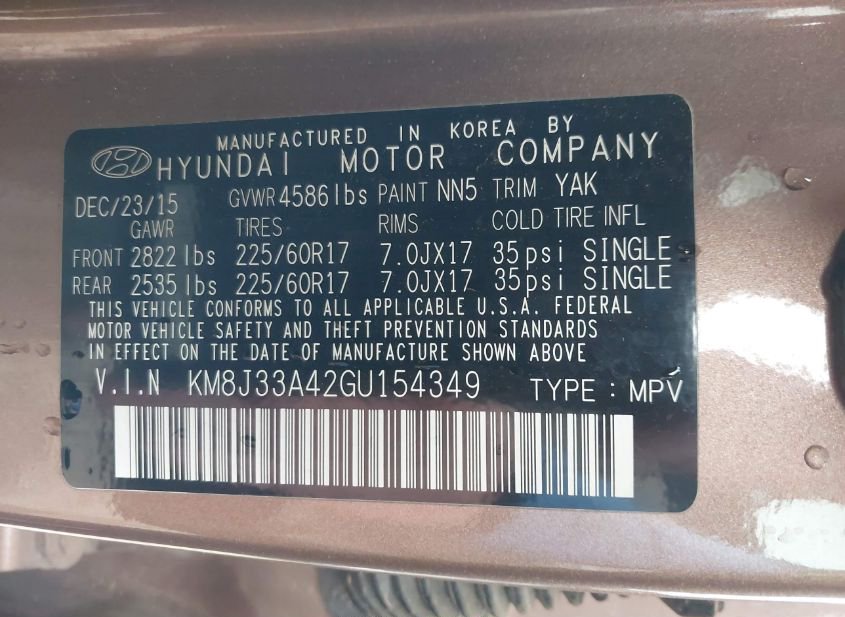 MANUFACTURED IN KOREA BY
HYUNDAI MOTOR COMPANY
DEC/23/15 GVWR 4586lbs PAINT NN5 TRIM YAK
GAWR TIRES RIMS COLD TIRE INFL
FRONT 2822 lbs 225/60R17 7.0JX17 35psi SINGLE
REAR 2535 lbs 225/60R17 7.0JX17 35psi SINGLE
THIS VEHICLE CONFORMS TO ALL APPLICABLE U.S.A. FEDERAL
MOTOR VEHICLE SAFETY AND THEFT PREVENTION STANDARDS
IN EFFECT ON THE DATE OF MANUFACTURE SHOWN ABOVE
V.I.N KM8J33A42GU154349 TYPE : MPV